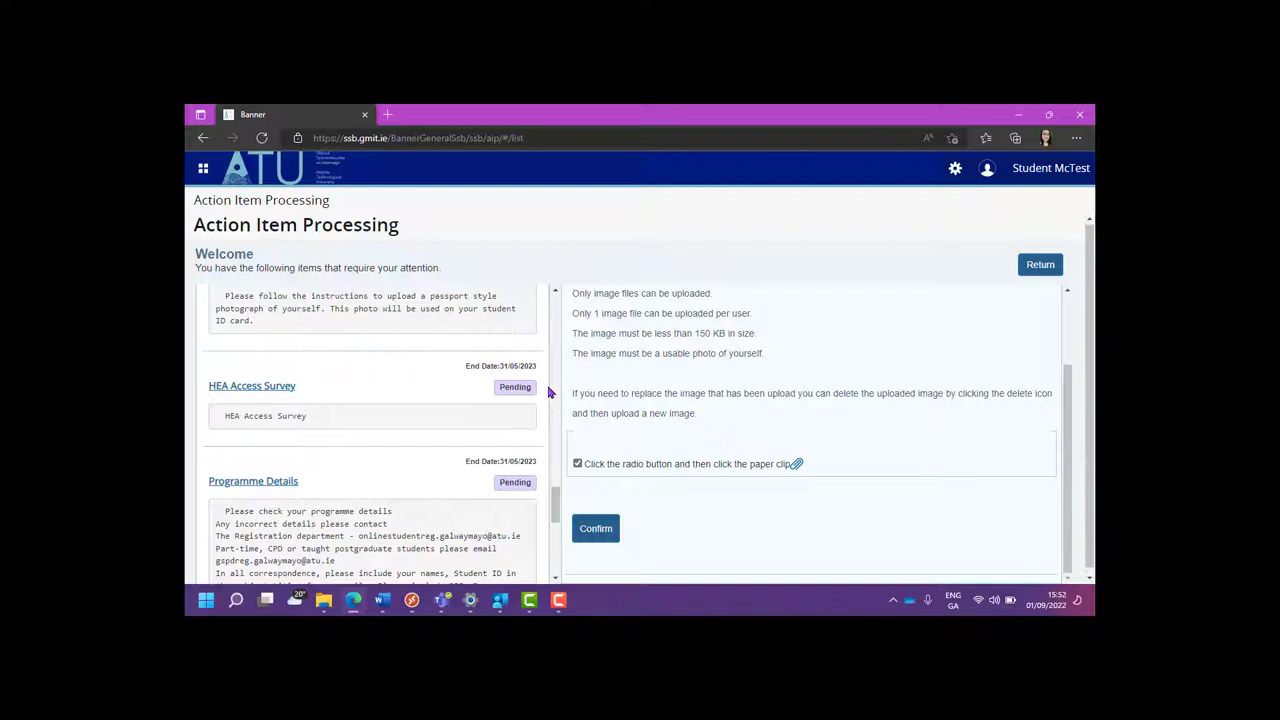 Banner
https://ssb.gmit.ie/BannerGeneralSsb/ssb/aip/#/list
ATU
Student McTest
Action Item Processing
Action Item Processing
Welcome
You have the following items that require your attention.
Return
Please follow the instructions to upload a passport style
photograph of yourself. This photo will be used on your student
ID card.
End Date:31/05/2023
HEA Access Survey
Pending
HEA Access Survey
End Date:31/05/2023
Programme Details
Pending
Please check your programme details
Any incorrect details please contact
The Registration department - onlinestudentreg.galwaymayo@atu.ie
Part-time, CPD or taught postgraduate students please email
gspdreg.galwaymayo@atu.ie
In all correspondence, please include your names, Student ID in
Only image files can be uploaded.
Only 1 image file can be uploaded per user.
The image must be less than 150 KB in size.
The image must be a usable photo of yourself.
If you need to replace the image that has been upload you can delete the uploaded image by clicking the delete icon
and then upload a new image.
Click the radio button and then click the paper clip
Confirm
20°
ENG
GA
15:52
01/09/2022